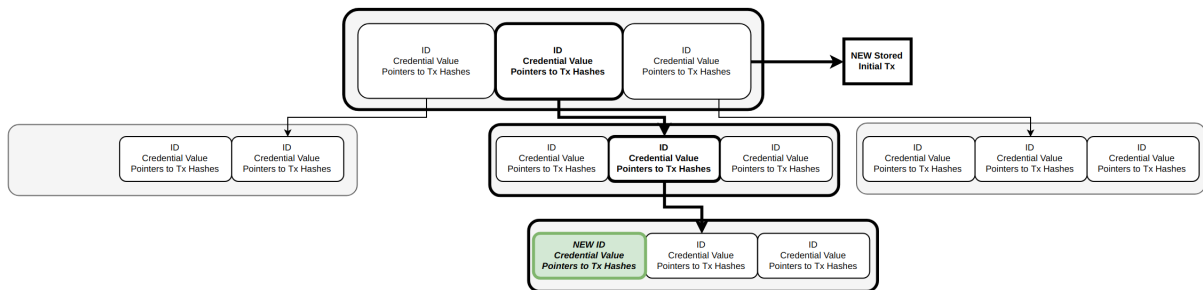 ID
Credential Value
Pointers to Tx Hashes
ID
Credential Value
Pointers to Tx Hashes
ID
Credential Value
Pointers to Tx Hashes
NEW Stored
Initial Tx
ID
Credential Value
Pointers to Tx Hashes
ID
Credential Value
Pointers to Tx Hashes
ID
Credential Value
Pointers to Tx Hashes
ID
Credential Value
Pointers to Tx Hashes
ID
Credential Value
Pointers to Tx Hashes
ID
Credential Value
Pointers to Tx Hashes
ID
Credential Value
Pointers to Tx Hashes
ID
Credential Value
Pointers to Tx Hashes
NEW ID
Credential Value
Pointers to Tx Hashes
ID
Credential Value
Pointers to Tx Hashes
ID
Credential Value
Pointers to Tx Hashes